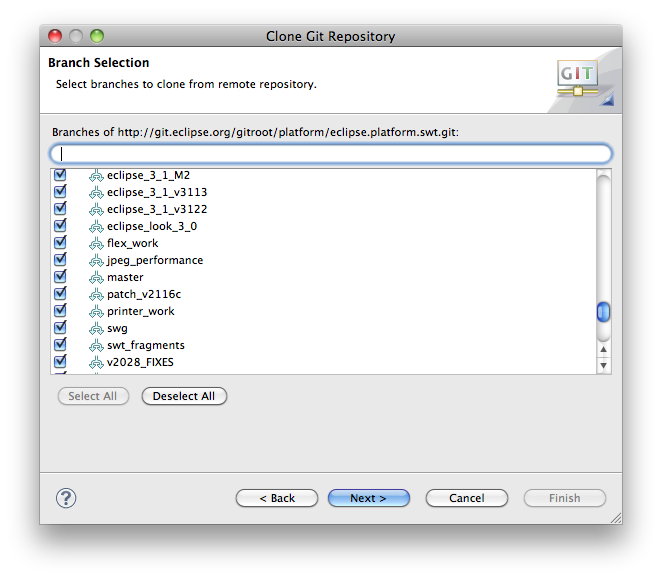 Clone Git Repository
Branch Selection
Select branches to clone from remote repository.
GIT
Branches of http://git.eclipse.org/gitroot/platform/eclipse.platform.swt.git:
eclipse_3_1_M2
eclipse_3_1_v3113
eclipse_3_1_v3122
eclipse_look_3_0
flex_work
jpeg_performance
master
patch_v2116c
printer_work
swg
swt_fragments
v2028_FIXES
Select All Deselect All
? < Back Next > Cancel Finish